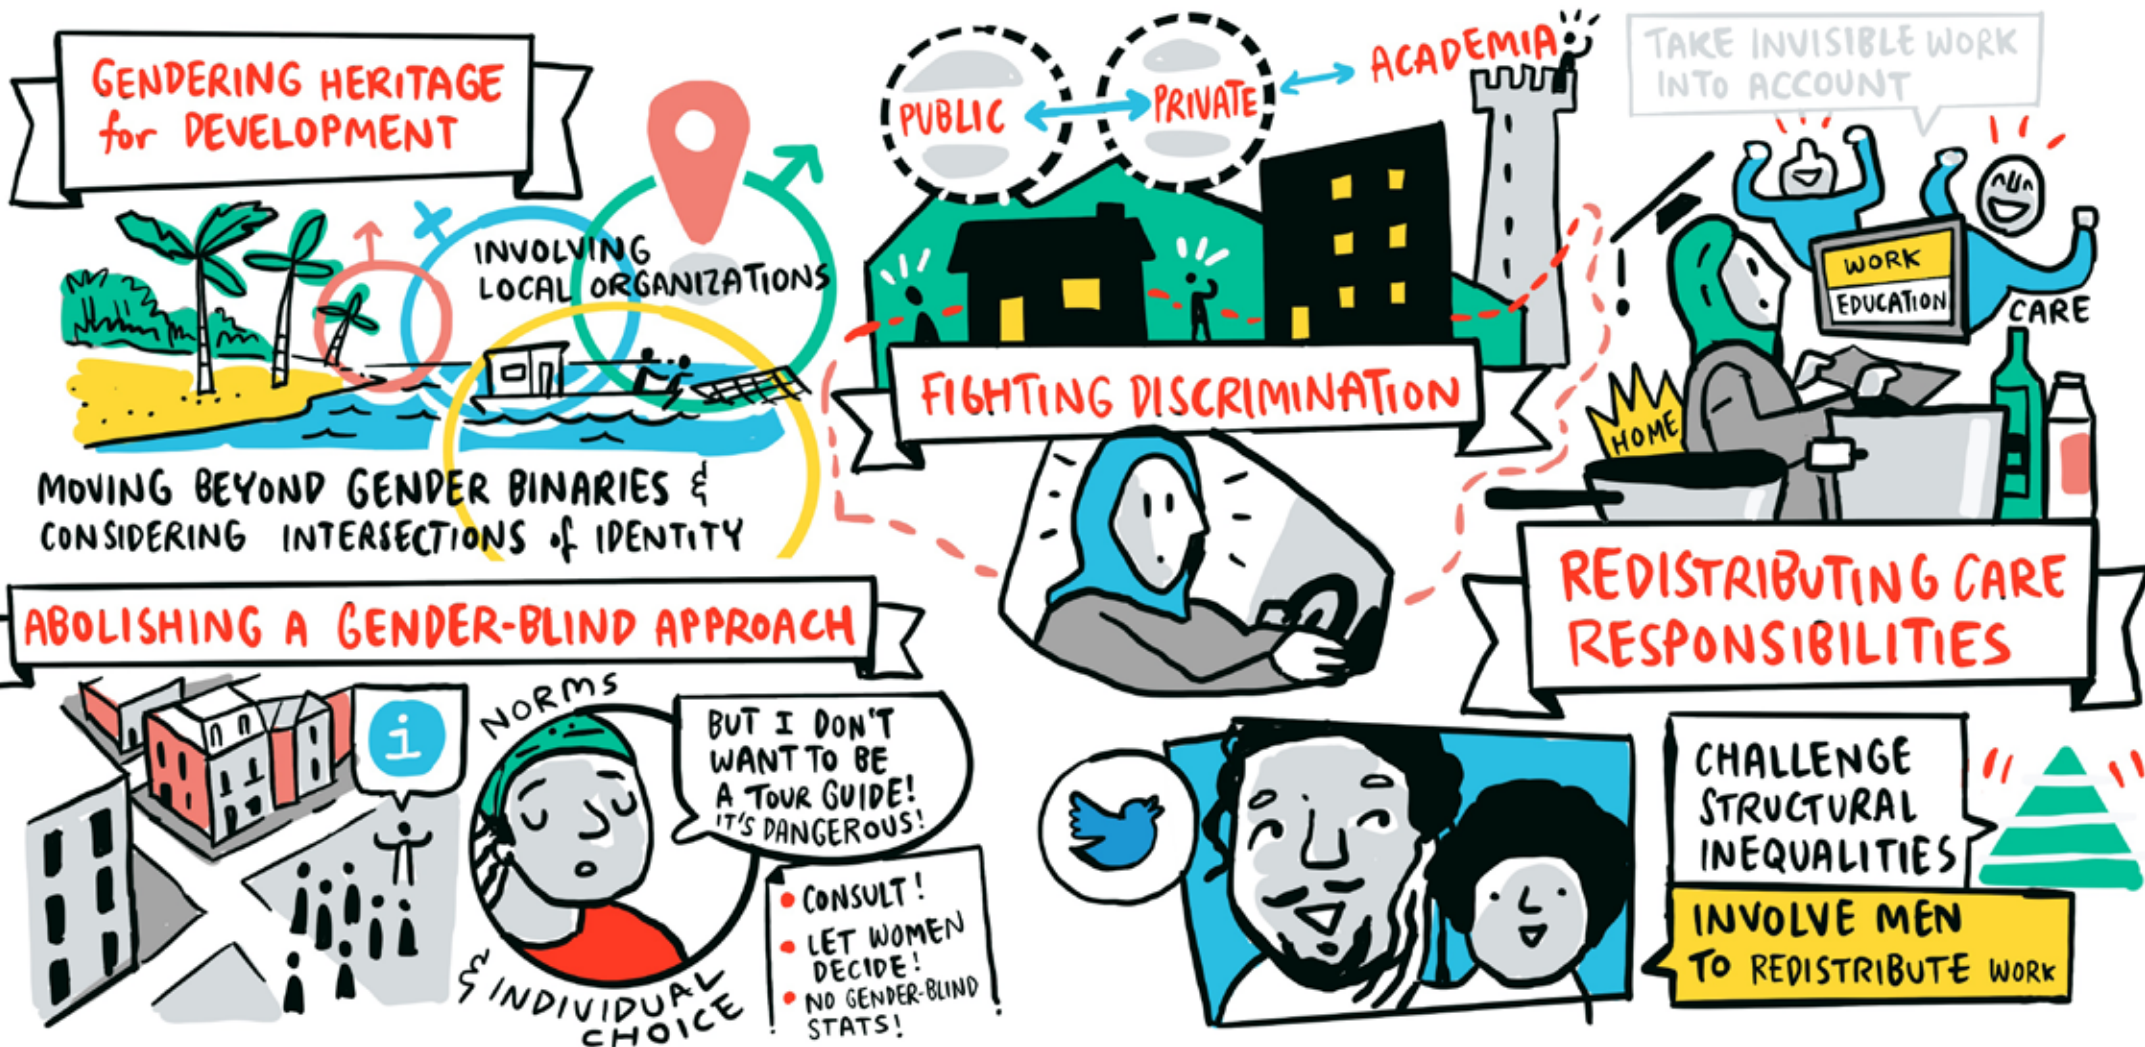 GENDERING HERITAGE
for DEVELOPMENT
INVOLVING
LOCAL ORGANIZATIONS
MOVING BEYOND GENDER BINARIES &
CONSIDERING INTERSECTIONS of IDENTITY
ABOLISHING A GENDER-BLIND APPROACH
i
NORMS
& INDIVIDUAL
CHOICE
BUT I DON'T
WANT TO BE
A TOUR GUIDE!
IT'S DANGEROUS!
• CONSULT!
• LET WOMEN
DECIDE!
• NO GENDER-BLIND
STATS!
PUBLIC
PRIVATE
ACADEMIA
FIGHTING DISCRIMINATION
TAKE INVISIBLE WORK
INTO ACCOUNT
WORK
EDUCATION
CARE
HOME
REDISTRIBUTING CARE
RESPONSIBILITIES
CHALLENGE
STRUCTURAL
INEQUALITIES
INVOLVE MEN
TO REDISTRIBUTE WORK